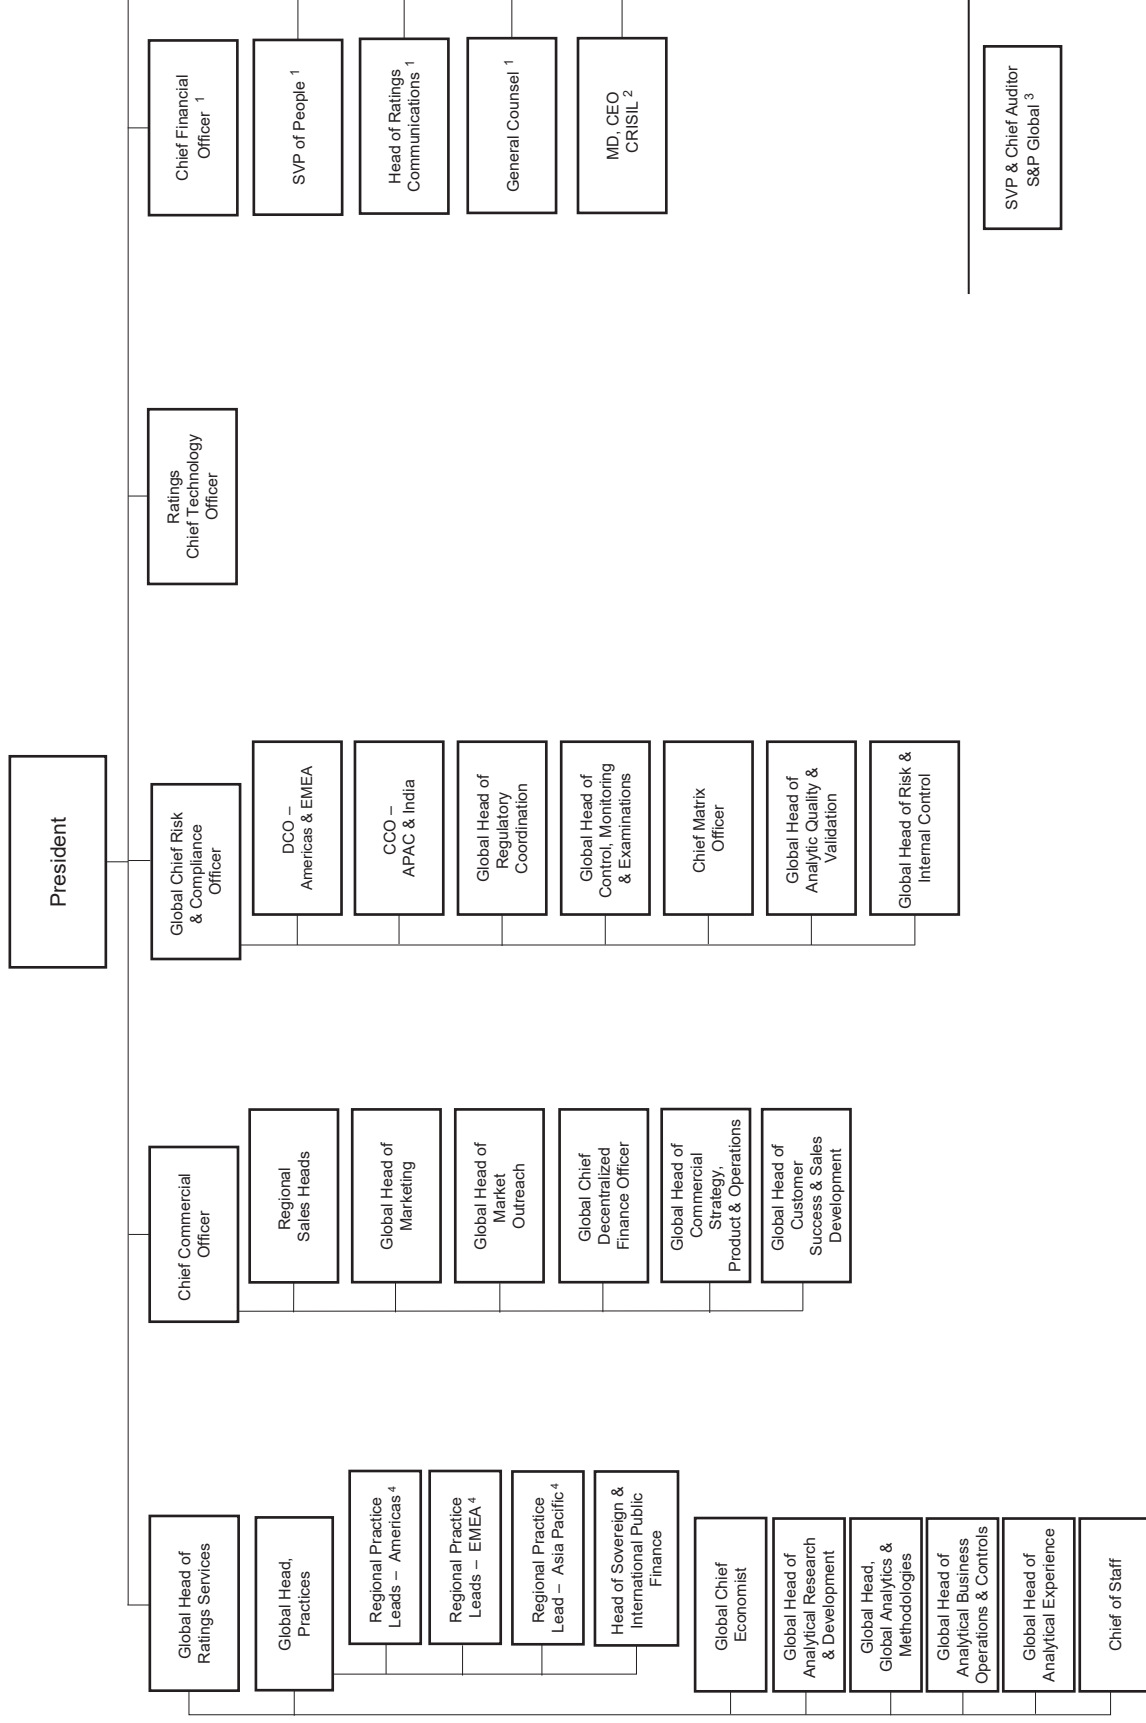 President
Global Head of
Ratings Services
Global Head,
Practices
Regional Practice
Leads – Americas 4
Regional Practice
Leads – EMEA 4
Regional Practice
Lead – Asia Pacific 4
Head of Sovereign &
International Public
Finance
Global Chief
Economist
Global Head of
Analytical Research
& Development
Global Head,
Global Analytics &
Methodologies
Global Head of
Analytical Business
Operations & Controls
Global Head of
Analytical Experience
Chief of Staff
Chief Commercial
Officer
Regional
Sales Heads
Global Head of
Marketing
Global Head of
Market
Outreach
Global Chief
Decentralized
Finance Officer
Global Head of
Commercial
Strategy,
Product & Operations
Global Head of
Customer
Success & Sales
Development
Global Chief Risk
& Compliance
Officer
DCO –
Americas & EMEA
CCO –
APAC & India
Global Head of
Regulatory
Coordination
Global Head of
Control, Monitoring
& Examinations
Chief Matrix
Officer
Global Head of
Analytic Quality &
Validation
Global Head of Risk &
Internal Control
Ratings
Chief Technology
Officer
Chief Financial
Officer 1
SVP of People 1
Head of Ratings
Communications 1
General Counsel 1
MD, CEO
CRISIL 2
SVP & Chief Auditor
S&P Global 3